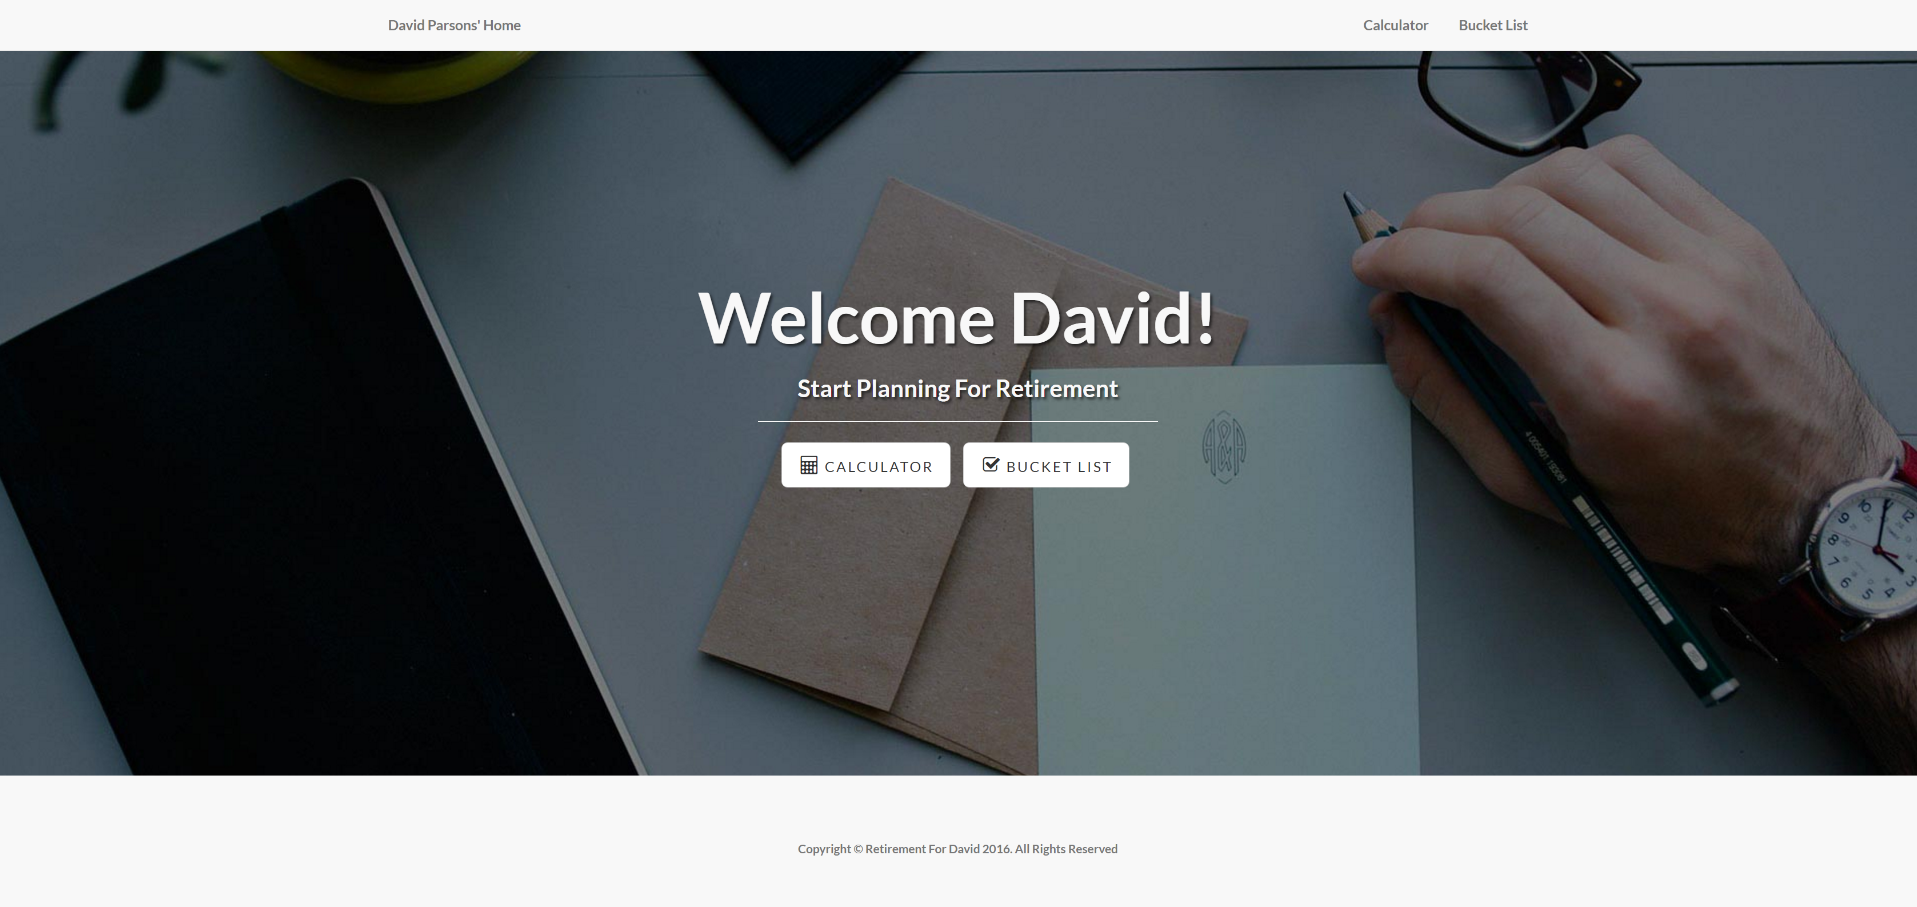 David Parsons' Home
Calculator
Bucket List
Welcome David!
Start Planning For Retirement
CALCULATOR
BUCKET LIST
A&A
Copyright © Retirement For David 2016. All Rights Reserved